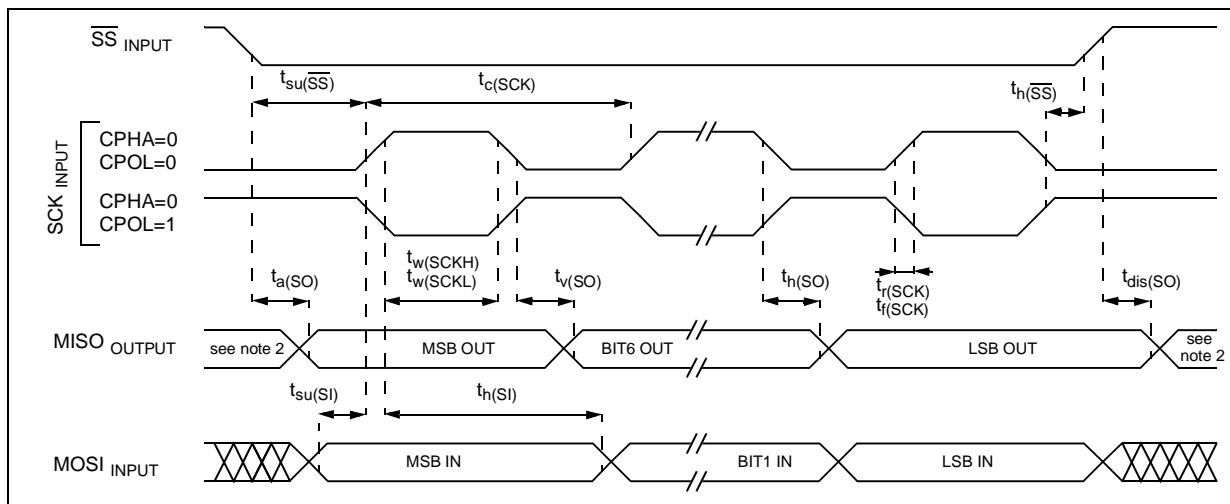 SS INPUT
tsu(SS)
tc(SCK)
th(SS)
SCK INPUT
CPHA=0
CPOL=0
CPHA=0
CPOL=1
ta(SO)
tw(SCKH)
tw(SCKL)
tv(SO)
th(SO)
tr(SCK)
tf(SCK)
tdis(SO)
MISO OUTPUT
see note 2
MSB OUT
BIT6 OUT
LSB OUT
see
note 2
tsu(SI)
th(SI)
MOSI INPUT
MSB IN
BIT1 IN
LSB IN